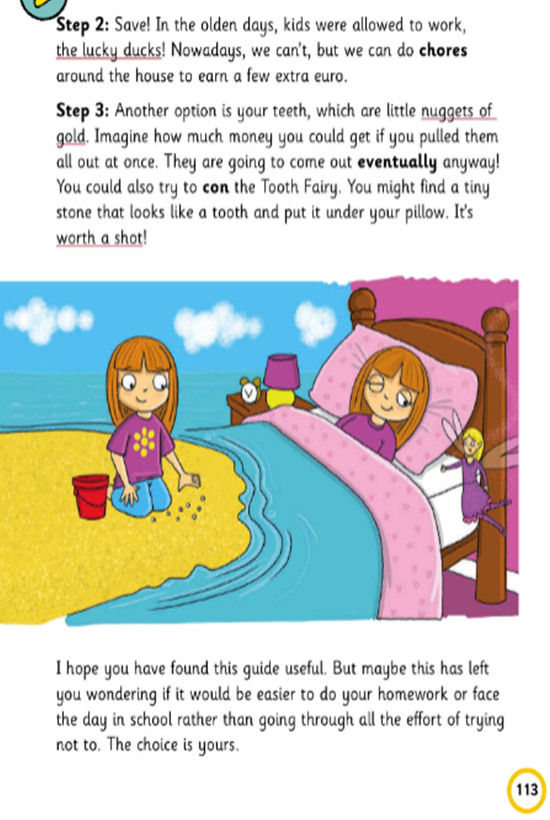 Step 2: Save! In the olden days, kids were allowed to work,
the lucky ducks! Nowadays, we can't, but we can do chores
around the house to earn a few extra euro.
Step 3: Another option is your teeth, which are little nuggets of
gold. Imagine how much money you could get if you pulled them
all out at once. They are going to come out eventually anyway!
You could also try to con the Tooth Fairy. You might find a tiny
stone that looks like a tooth and put it under your pillow. It's
worth a shot!
I hope you have found this guide useful. But maybe this has left
you wondering if it would be easier to do your homework or face
the day in school rather than going through all the effort of trying
not to. The choice is yours.
113